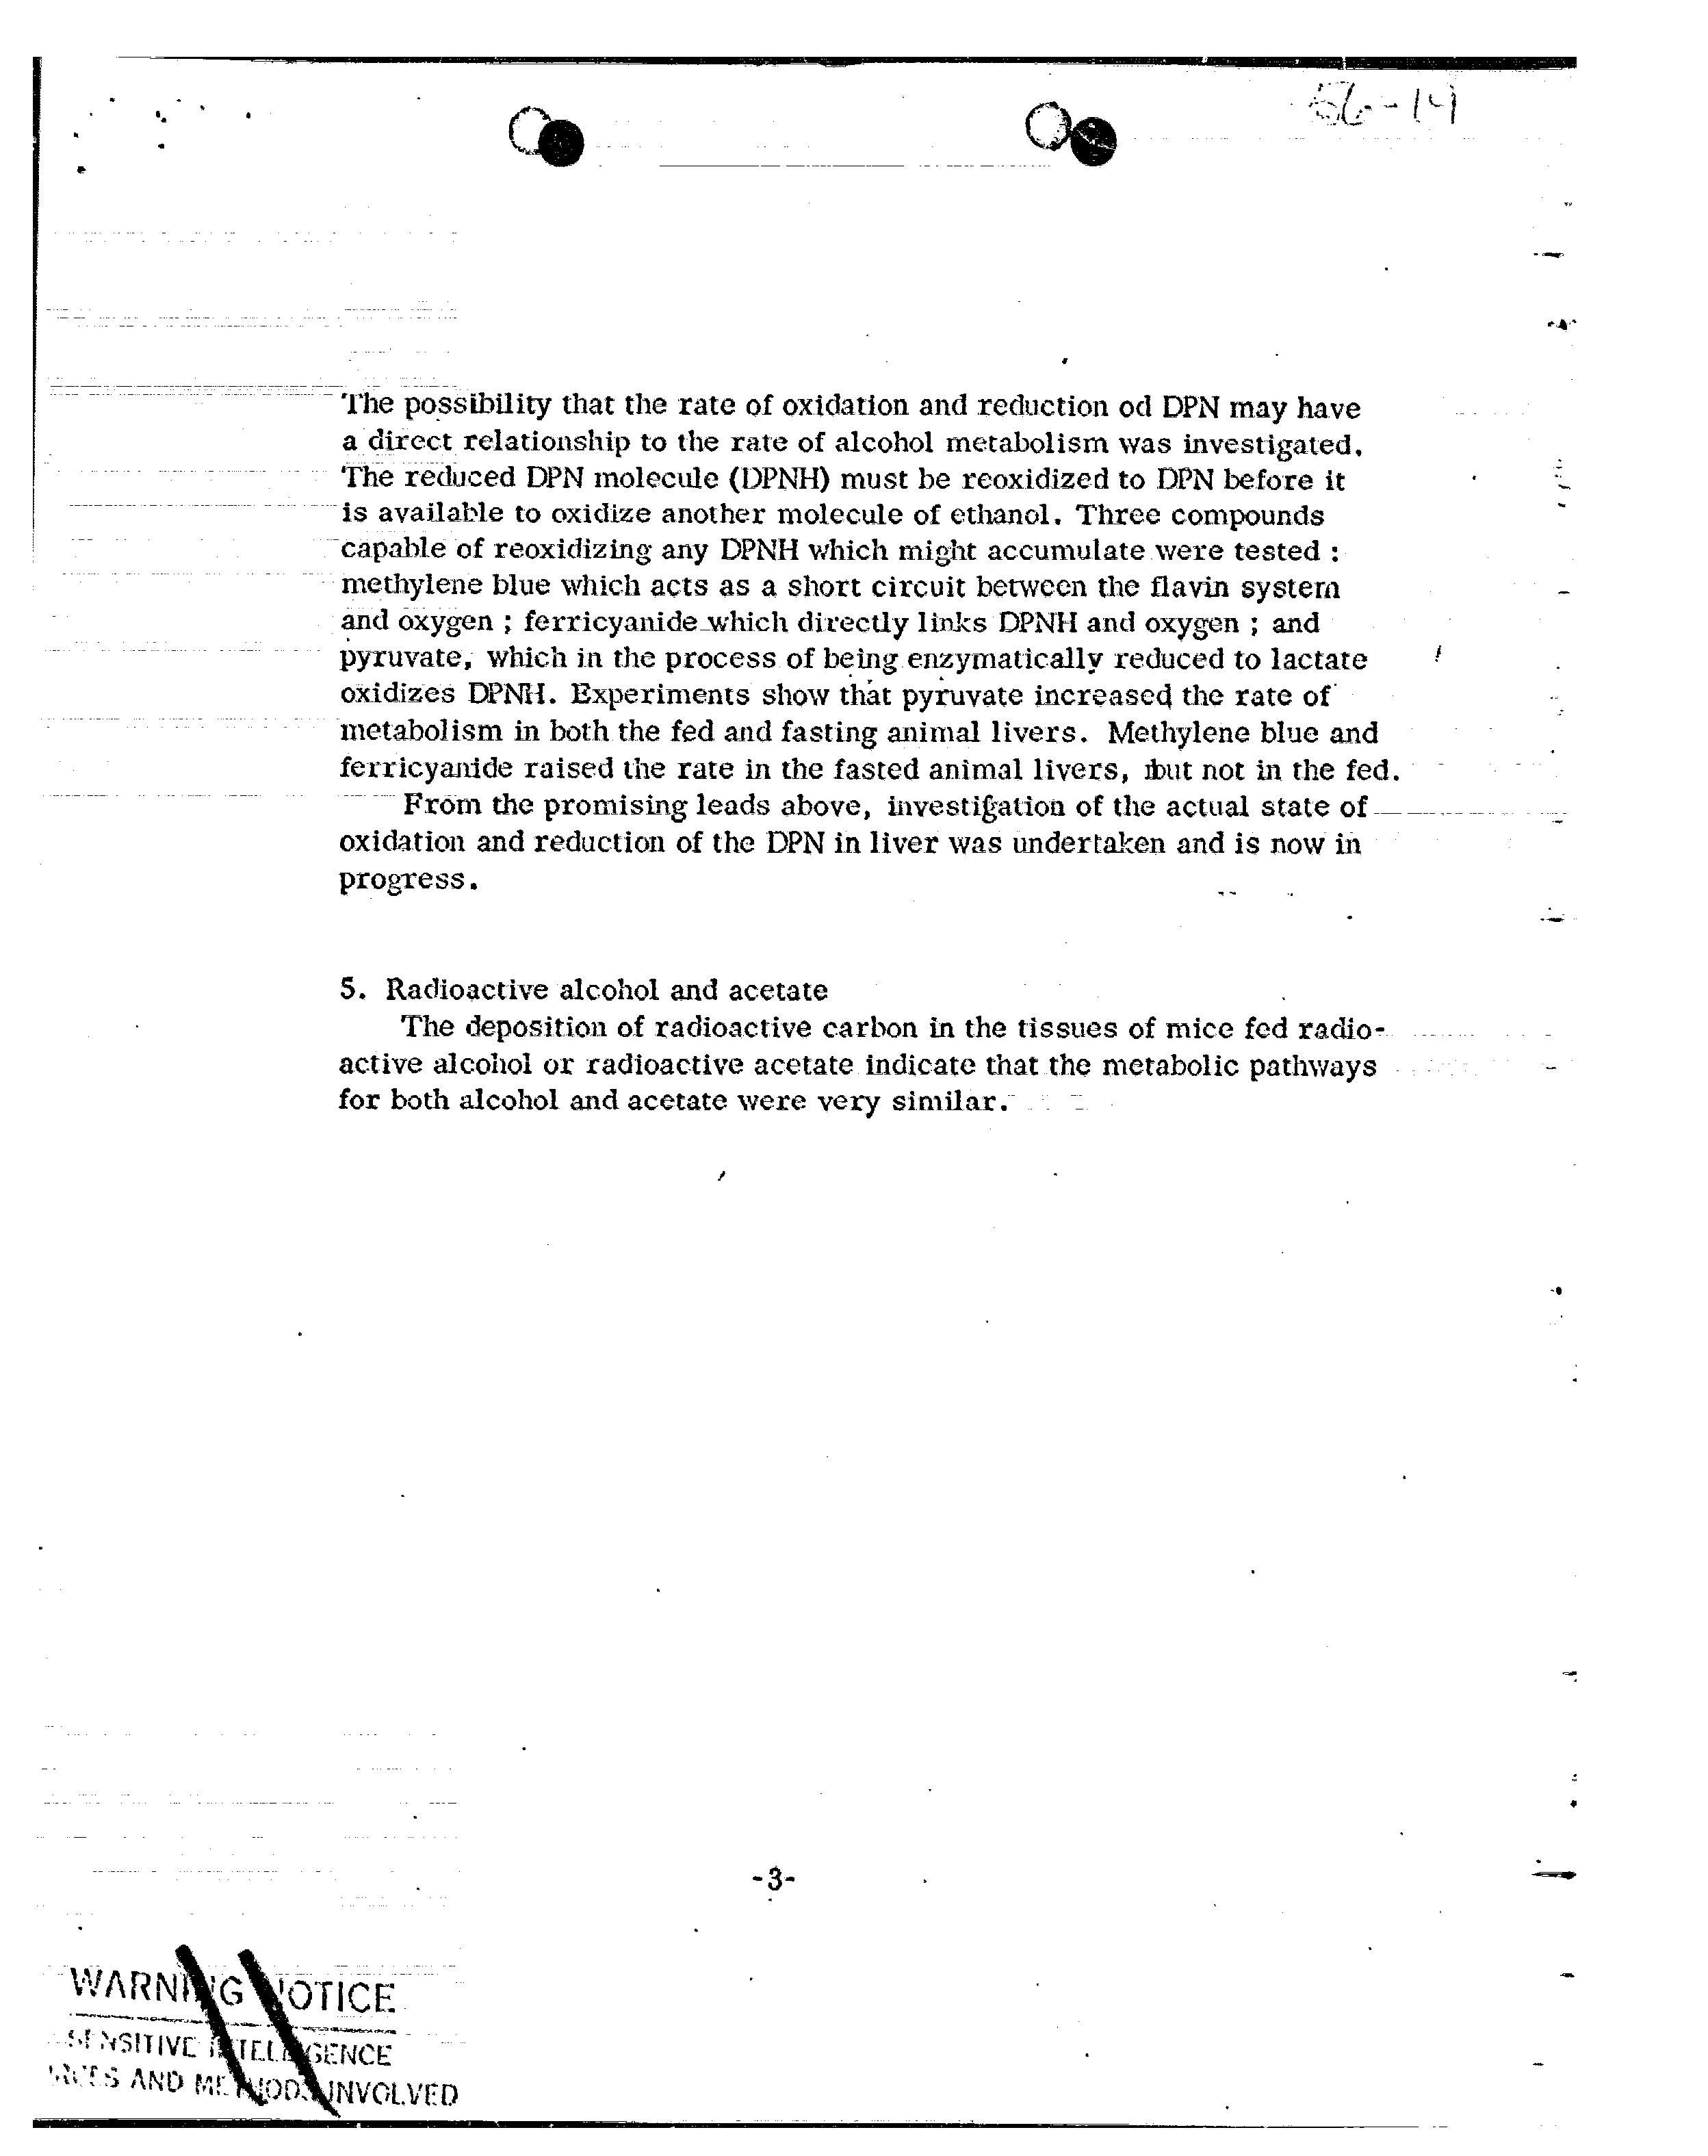 56-14
The possibility that the rate of oxidation and reduction od DPN may have
a direct relationship to the rate of alcohol metabolism was investigated.
The reduced DPN molecule (DPNH) must be reoxidized to DPN before it
is available to oxidize another molecule of ethanol. Three compounds
capable of reoxidizing any DPNH which might accumulate were tested :
methylene blue which acts as a short circuit between the flavin system
and oxygen ; ferricyanide which directly links DPNH and oxygen ; and
pyruvate, which in the process of being enzymatically reduced to lactate
oxidizes DPNH. Experiments show that pyruvate increased the rate of
metabolism in both the fed and fasting animal livers. Methylene blue and
ferricyanide raised the rate in the fasted animal livers, but not in the fed.
From the promising leads above, investigation of the actual state of
oxidation and reduction of the DPN in liver was undertaken and is now in
progress.
5. Radioactive alcohol and acetate
The deposition of radioactive carbon in the tissues of mice fed radio-
active alcohol or radioactive acetate indicate that the metabolic pathways
for both alcohol and acetate were very similar.
-3-
WARNING NOTICE
SENSITIVE INTELLIGENCE
AND METHODS INVOLVED